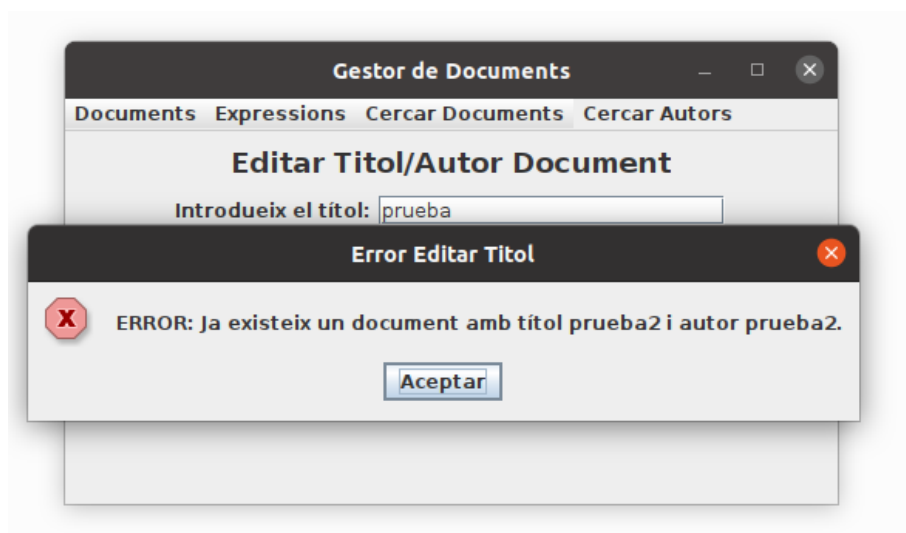 Gestor de Documents
Documents Expressions Cercar Documents Cercar Autors
Editar Titol/Autor Document
Introdueix el títol: prueba
Error Editar Titol
ERROR: Ja existeix un document amb títol prueba2 i autor prueba2.
Aceptar